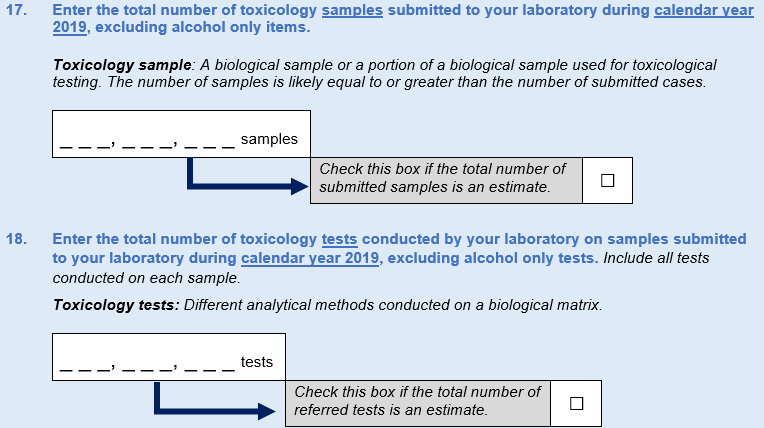 17. Enter the total number of toxicology samples submitted to your laboratory during calendar year
2019, excluding alcohol only items.
Toxicology sample: A biological sample or a portion of a biological sample used for toxicological
testing. The number of samples is likely equal to or greater than the number of submitted cases.
_ _ _, _ _ _, _ _ _ samples
Check this box if the total number of
submitted samples is an estimate. ☐
18. Enter the total number of toxicology tests conducted by your laboratory on samples submitted
to your laboratory during calendar year 2019, excluding alcohol only tests. Include all tests
conducted on each sample.
Toxicology tests: Different analytical methods conducted on a biological matrix.
_ _ _, _ _ _, _ _ _ tests
Check this box if the total number of
referred tests is an estimate. ☐